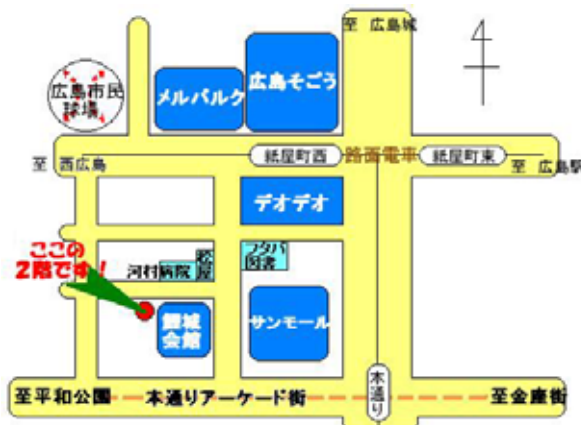 至 広島城
広島市民
球場
メルパルク
広島そごう
紙屋町西
路面電車
紙屋町東
至 西広島
至 広島駅
デオデオ
ここの
2階です!
河村病院
松屋
フタバ
図書
鯉城
会館
サンモール
本通り
至平和公園
本通りアーケード街
至金座街